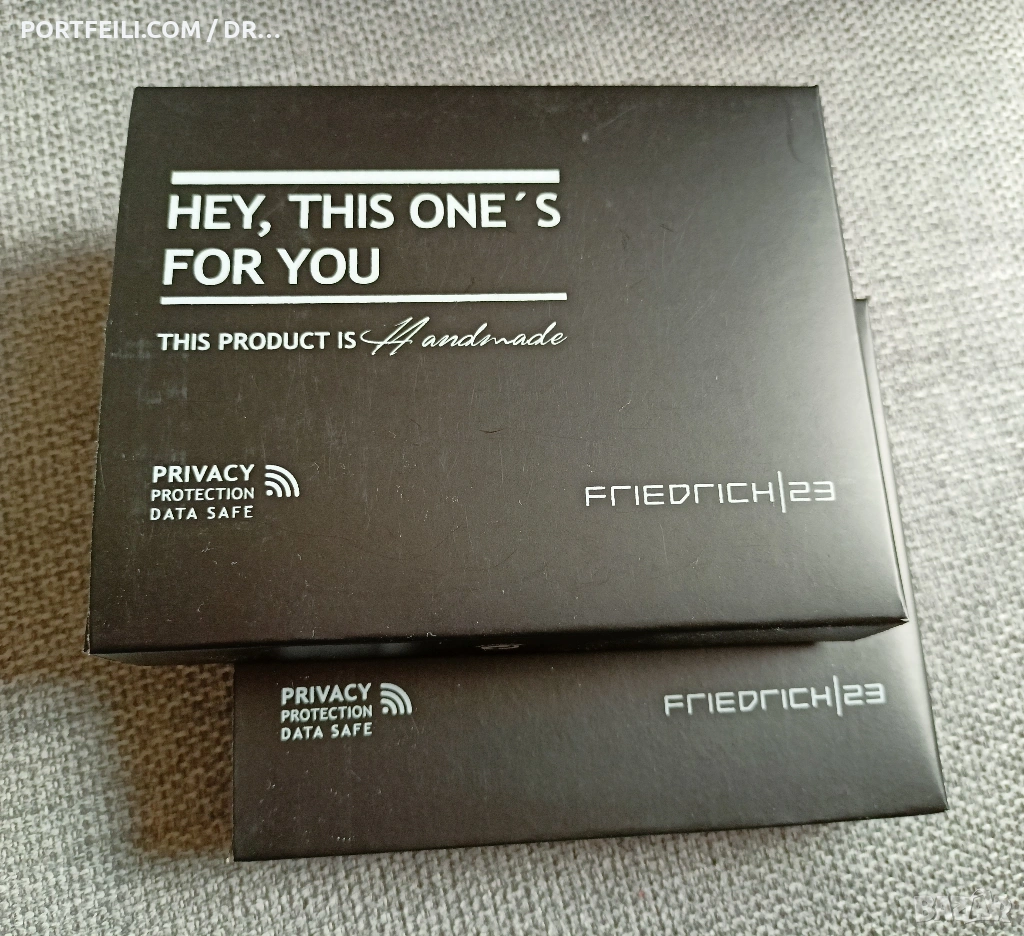 PORTFEILI.COM / DR...
HEY, THIS ONE´S
FOR YOU
THIS PRODUCT IS Handmade
PRIVACY
PROTECTION
DATA SAFE
FRIEDRICH|23
PRIVACY
PROTECTION
DATA SAFE
FRIEDRICH|23